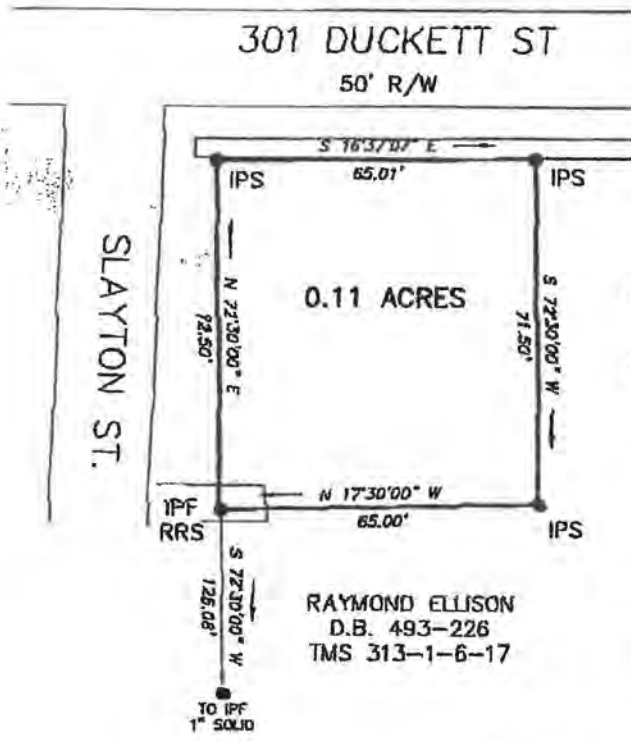 301 DUCKETT ST
50' R/W
S 16°37'07" E
65.01'
IPS
IPS
SLAYTON ST.
N 72°30'00" E
72.50'
0.11 ACRES
S 72°30'00" W
71.50'
N 17°30'00" W
65.00'
IPF
RRS
IPS
S 72°30'00" W
126.08'
RAYMOND ELLISON
D.B. 493-226
TMS 313-1-6-17
TO IPF
1" SOLID